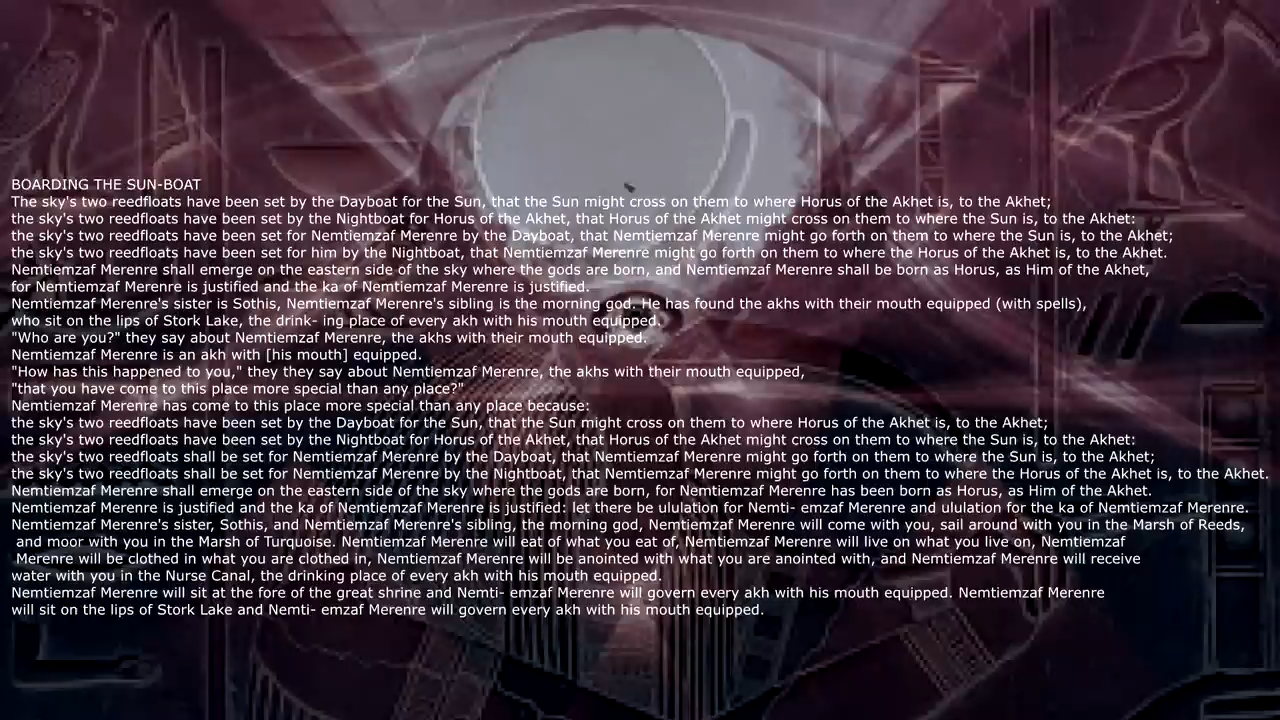 BOARDING THE SUN-BOAT
The sky's two reedfloats have been set by the Dayboat for the Sun, that the Sun might cross on them to where Horus of the Akhet is, to the Akhet;
the sky's two reedfloats have been set by the Nightboat for Horus of the Akhet, that Horus of the Akhet might cross on them to where the Sun is, to the Akhet:
the sky's two reedfloats have been set for Nemtiemzaf Merenre by the Dayboat, that Nemtiemzaf Merenre might go forth on them to where the Sun is, to the Akhet;
the sky's two reedfloats have been set for him by the Nightboat, that Nemtiemzaf Merenre might go forth on them to where the Horus of the Akhet is, to the Akhet.
Nemtiemzaf Merenre shall emerge on the eastern side of the sky where the gods are born, and Nemtiemzaf Merenre shall be born as Horus, as Him of the Akhet,
for Nemtiemzaf Merenre is justified and the ka of Nemtiemzaf Merenre is justified.
Nemtiemzaf Merenre's sister is Sothis, Nemtiemzaf Merenre's sibling is the morning god. He has found the akhs with their mouth equipped (with spells),
who sit on the lips of Stork Lake, the drink- ing place of every akh with his mouth equipped.
"Who are you?" they say about Nemtiemzaf Merenre, the akhs with their mouth equipped.
Nemtiemzaf Merenre is an akh with [his mouth] equipped.
"How has this happened to you," they they say about Nemtiemzaf Merenre, the akhs with their mouth equipped,
"that you have come to this place more special than any place?"
Nemtiemzaf Merenre has come to this place more special than any place because:
the sky's two reedfloats have been set by the Dayboat for the Sun, that the Sun might cross on them to where Horus of the Akhet is, to the Akhet;
the sky's two reedfloats have been set by the Nightboat for Horus of the Akhet, that Horus of the Akhet might cross on them to where the Sun is, to the Akhet:
the sky's two reedfloats shall be set for Nemtiemzaf Merenre by the Dayboat, that Nemtiemzaf Merenre might go forth on them to where the Sun is, to the Akhet;
the sky's two reedfloats shall be set for Nemtiemzaf Merenre by the Nightboat, that Nemtiemzaf Merenre might go forth on them to where the Horus of the Akhet is, to the Akhet.
Nemtiemzaf Merenre shall emerge on the eastern side of the sky where the gods are born, for Nemtiemzaf Merenre has been born as Horus, as Him of the Akhet.
Nemtiemzaf Merenre is justified and the ka of Nemtiemzaf Merenre is justified: let there be ululation for Nemti- emzaf Merenre and ululation for the ka of Nemtiemzaf Merenre.
Nemtiemzaf Merenre's sister, Sothis, and Nemtiemzaf Merenre's sibling, the morning god, Nemtiemzaf Merenre will come with you, sail around with you in the Marsh of Reeds,
and moor with you in the Marsh of Turquoise. Nemtiemzaf Merenre will eat of what you eat of, Nemtiemzaf Merenre will live on what you live on, Nemtiemzaf
Merenre will be clothed in what you are clothed in, Nemtiemzaf Merenre will be anointed with what you are anointed with, and Nemtiemzaf Merenre will receive
water with you in the Nurse Canal, the drinking place of every akh with his mouth equipped.
Nemtiemzaf Merenre will sit at the fore of the great shrine and Nemti- emzaf Merenre will govern every akh with his mouth equipped. Nemtiemzaf Merenre
will sit on the lips of Stork Lake and Nemti- emzaf Merenre will govern every akh with his mouth equipped.